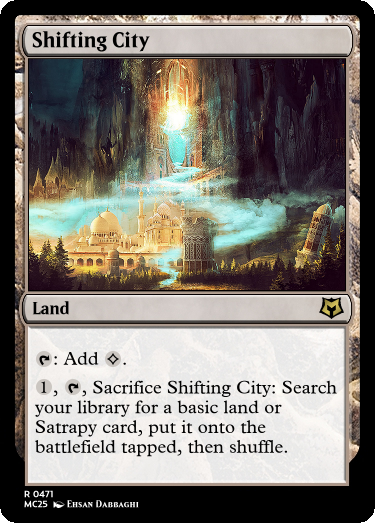 Shifting City
Land
: Add .
1, , Sacrifice Shifting City: Search
your library for a basic land or
Satrapy card, put it onto the
battlefield tapped, then shuffle.
R 0471
MC25 Ehsan Dabbaghi